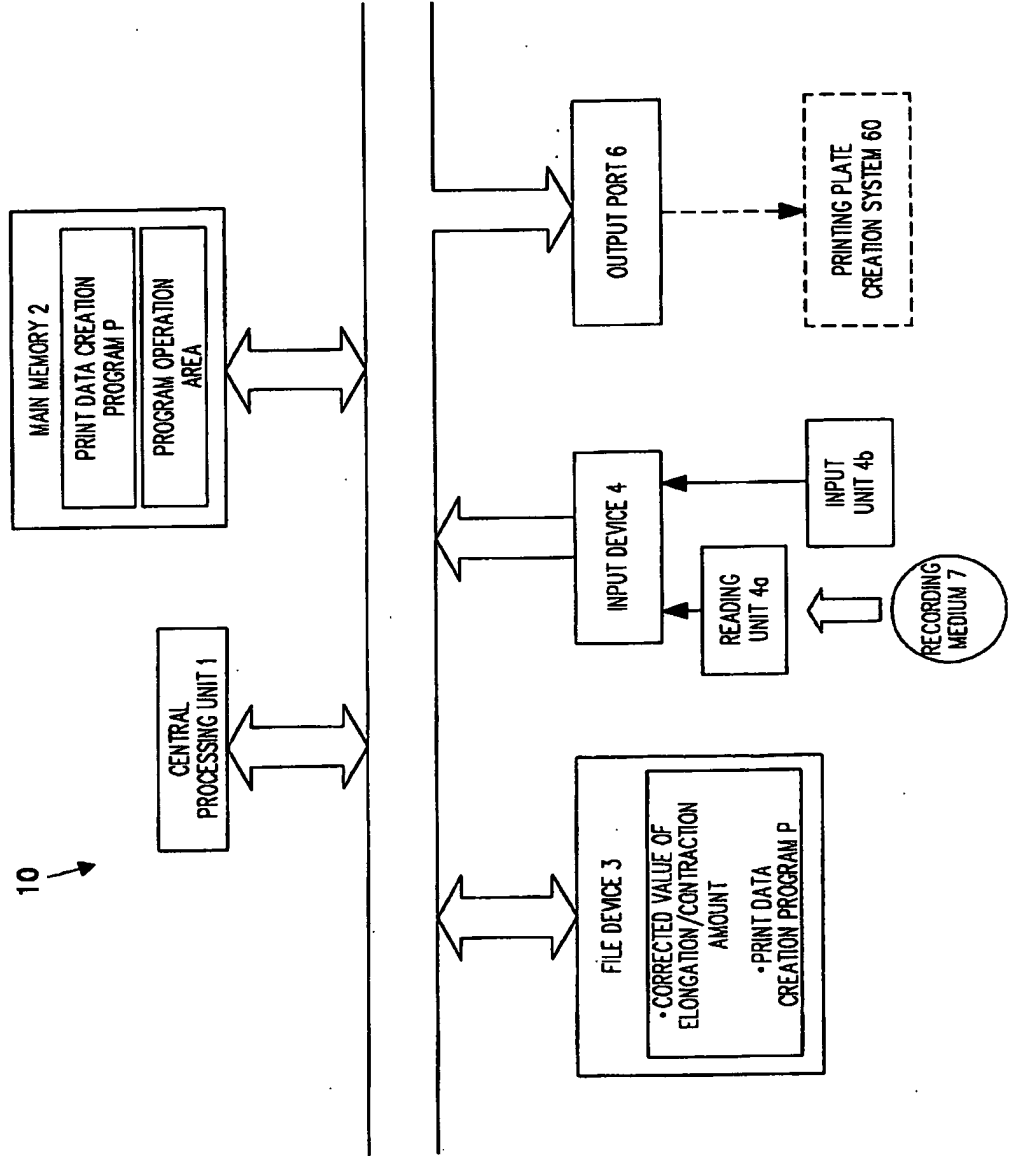 10
CENTRAL
PROCESSING UNIT 1
MAIN MEMORY 2
PRINT DATA CREATION
PROGRAM P
PROGRAM OPERATION
AREA
FILE DEVICE 3
•CORRECTED VALUE OF
ELONGATION/CONTRACTION
AMOUNT
•PRINT DATA
CREATION PROGRAM P
INPUT DEVICE 4
READING
UNIT 4a
INPUT
UNIT 4b
RECORDING
MEDIUM 7
OUTPUT PORT 6
PRINTING PLATE
CREATION SYSTEM 60